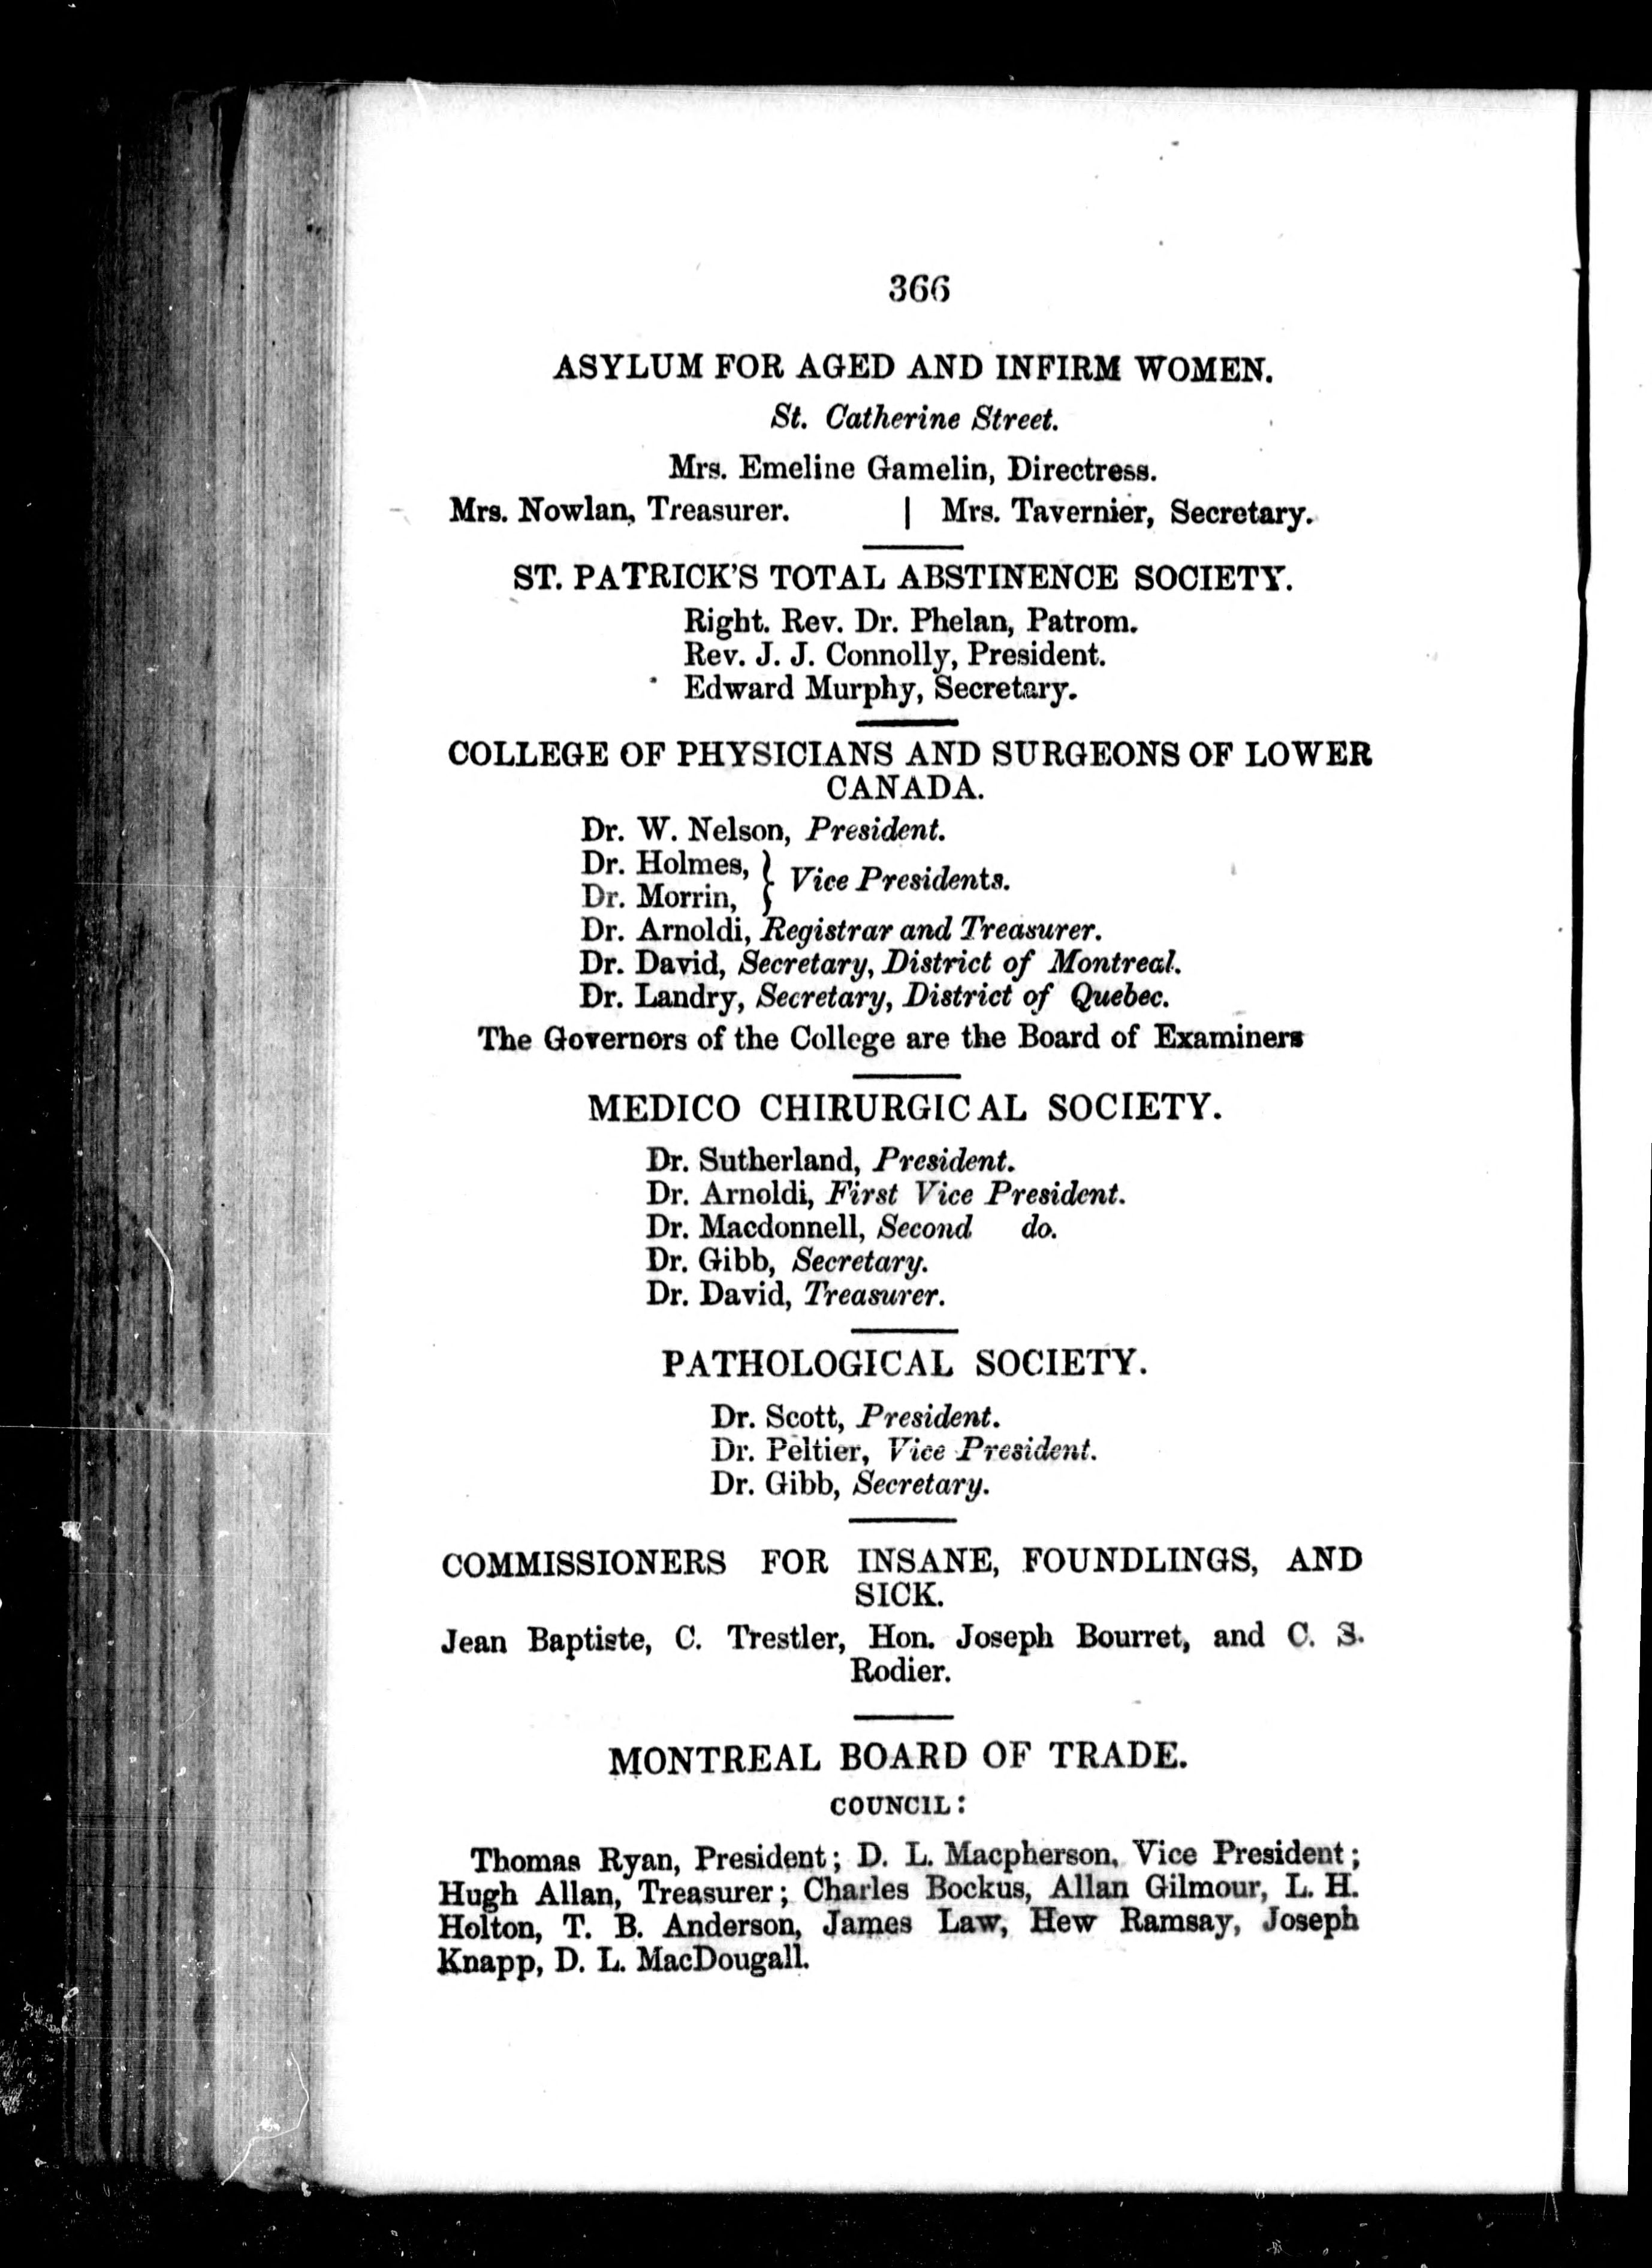 366
ASYLUM FOR AGED AND INFIRM WOMEN.
St. Catherine Street.
Mrs. Emeline Gamelin, Directress.
Mrs. Nowlan, Treasurer. | Mrs. Tavernier, Secretary.
ST. PATRICK'S TOTAL ABSTINENCE SOCIETY.
Right. Rev. Dr. Phelan, Patrom.
Rev. J. J. Connolly, President.
Edward Murphy, Secretary.
COLLEGE OF PHYSICIANS AND SURGEONS OF LOWER
CANADA.
Dr. W. Nelson, President.
Dr. Holmes, } Vice Presidents.
Dr. Morrin,
Dr. Arnoldi, Registrar and Treasurer.
Dr. David, Secretary, District of Montreal.
Dr. Landry, Secretary, District of Quebec.
The Governors of the College are the Board of Examiners
MEDICO CHIRURGICAL SOCIETY.
Dr. Sutherland, President.
Dr. Arnoldi, First Vice President.
Dr. Macdonnell, Second do.
Dr. Gibb, Secretary.
Dr. David, Treasurer.
PATHOLOGICAL SOCIETY.
Dr. Scott, President.
Dr. Peltier, Vice President.
Dr. Gibb, Secretary.
COMMISSIONERS FOR INSANE, FOUNDLINGS, AND
SICK.
Jean Baptiste, C. Trestler, Hon. Joseph Bourret, and C. S.
Rodier.
MONTREAL BOARD OF TRADE.
COUNCIL:
Thomas Ryan, President; D. L. Macpherson, Vice President;
Hugh Allan, Treasurer; Charles Bockus, Allan Gilmour, L. H.
Holton, T. B. Anderson, James Law, Hew Ramsay, Joseph
Knapp, D. L. MacDougall.